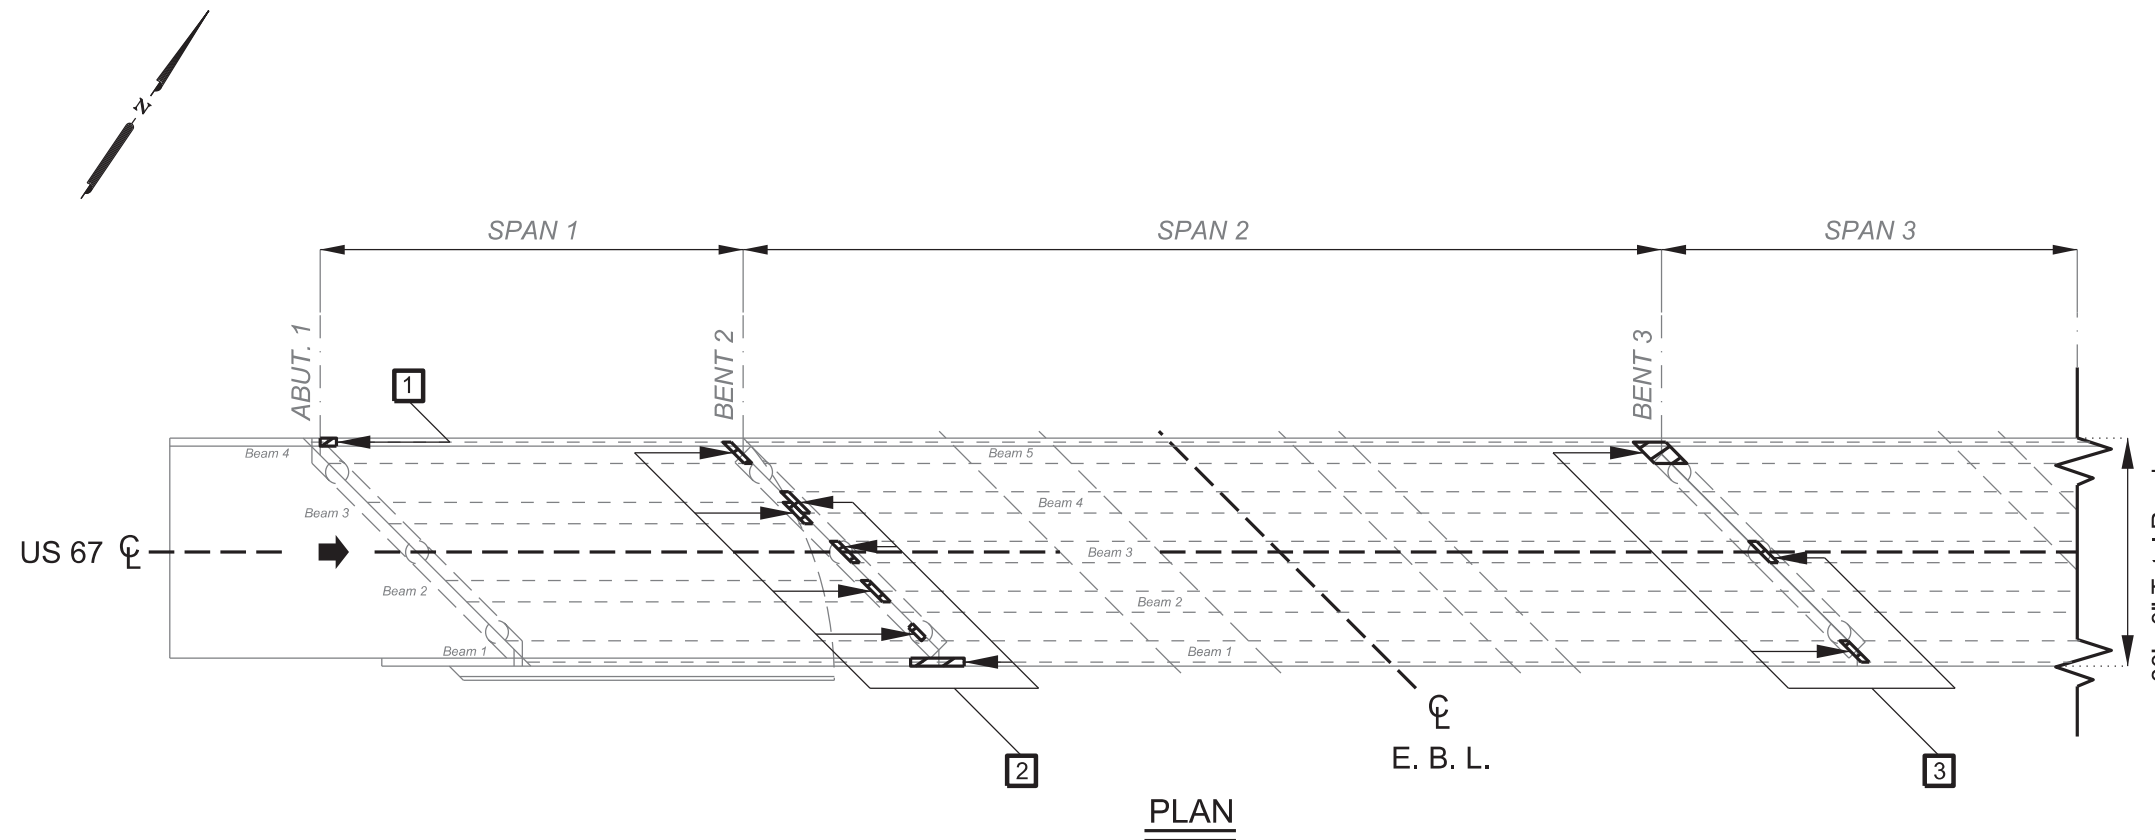 N
SPAN 1
SPAN 2
SPAN 3
ABUT. 1
BENT 2
BENT 3
1
Beam 4
Beam 5
Beam 3
Beam 4
US 67 ℄
Beam 3
Beam 2
Beam 2
Beam 1
Beam 1
℄
E. B. L.
2
3
PLAN